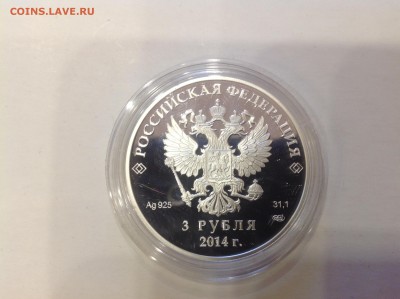 COINS.LAVE.RU
РОССИЙСКАЯ ФЕДЕРАЦИЯ
Ag 925
31,1
3 РУБЛЯ
2014 г.